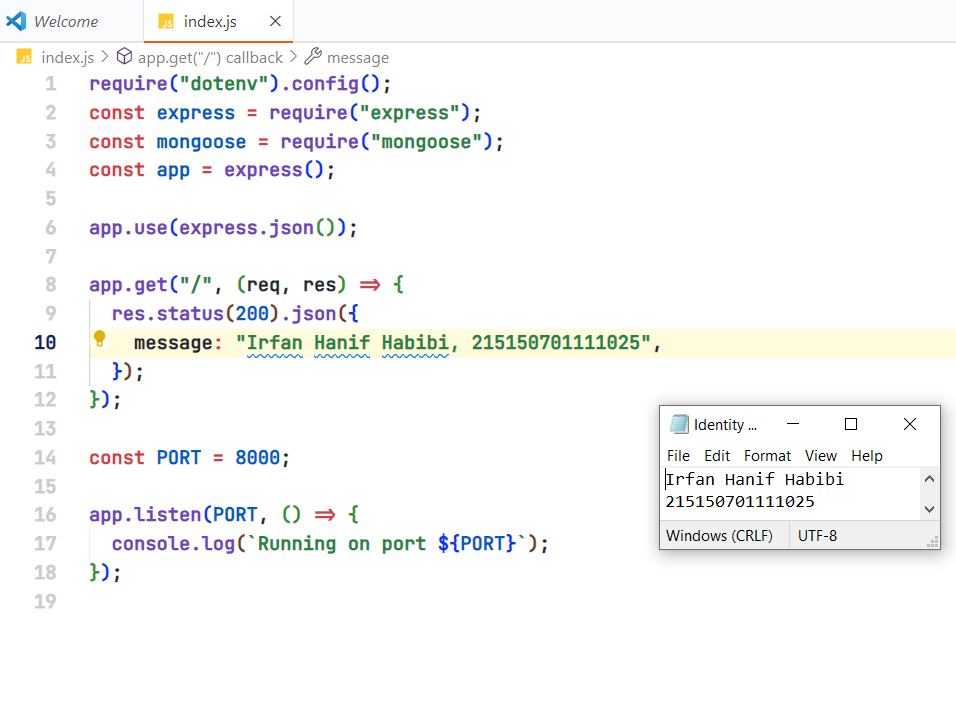 Welcome
index.js
index.js > app.get("/") callback > message
1 require("dotenv").config();
2 const express = require("express");
3 const mongoose = require("mongoose");
4 const app = express();
5
6 app.use(express.json());
7
8 app.get("/", (req, res) => {
9 res.status(200).json({
10 message: "Irfan Hanif Habibi, 215150701111025",
11 });
12 });
13
14 const PORT = 8000;
15
16 app.listen(PORT, () => {
17 console.log(`Running on port ${PORT}`);
18 });
19
Identity ...
File Edit Format View Help
Irfan Hanif Habibi
215150701111025
Windows (CRLF) UTF-8